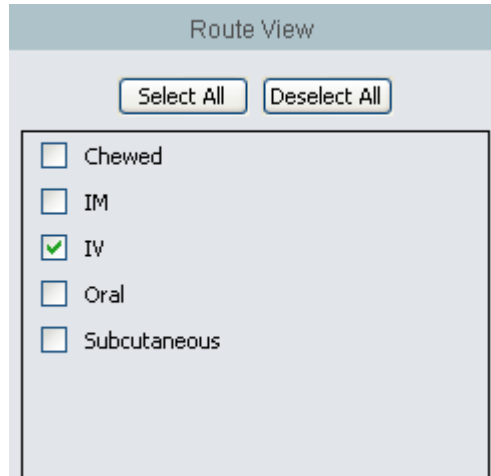 Route View
Select All Deselect All
Chewed
IM
IV
Oral
Subcutaneous